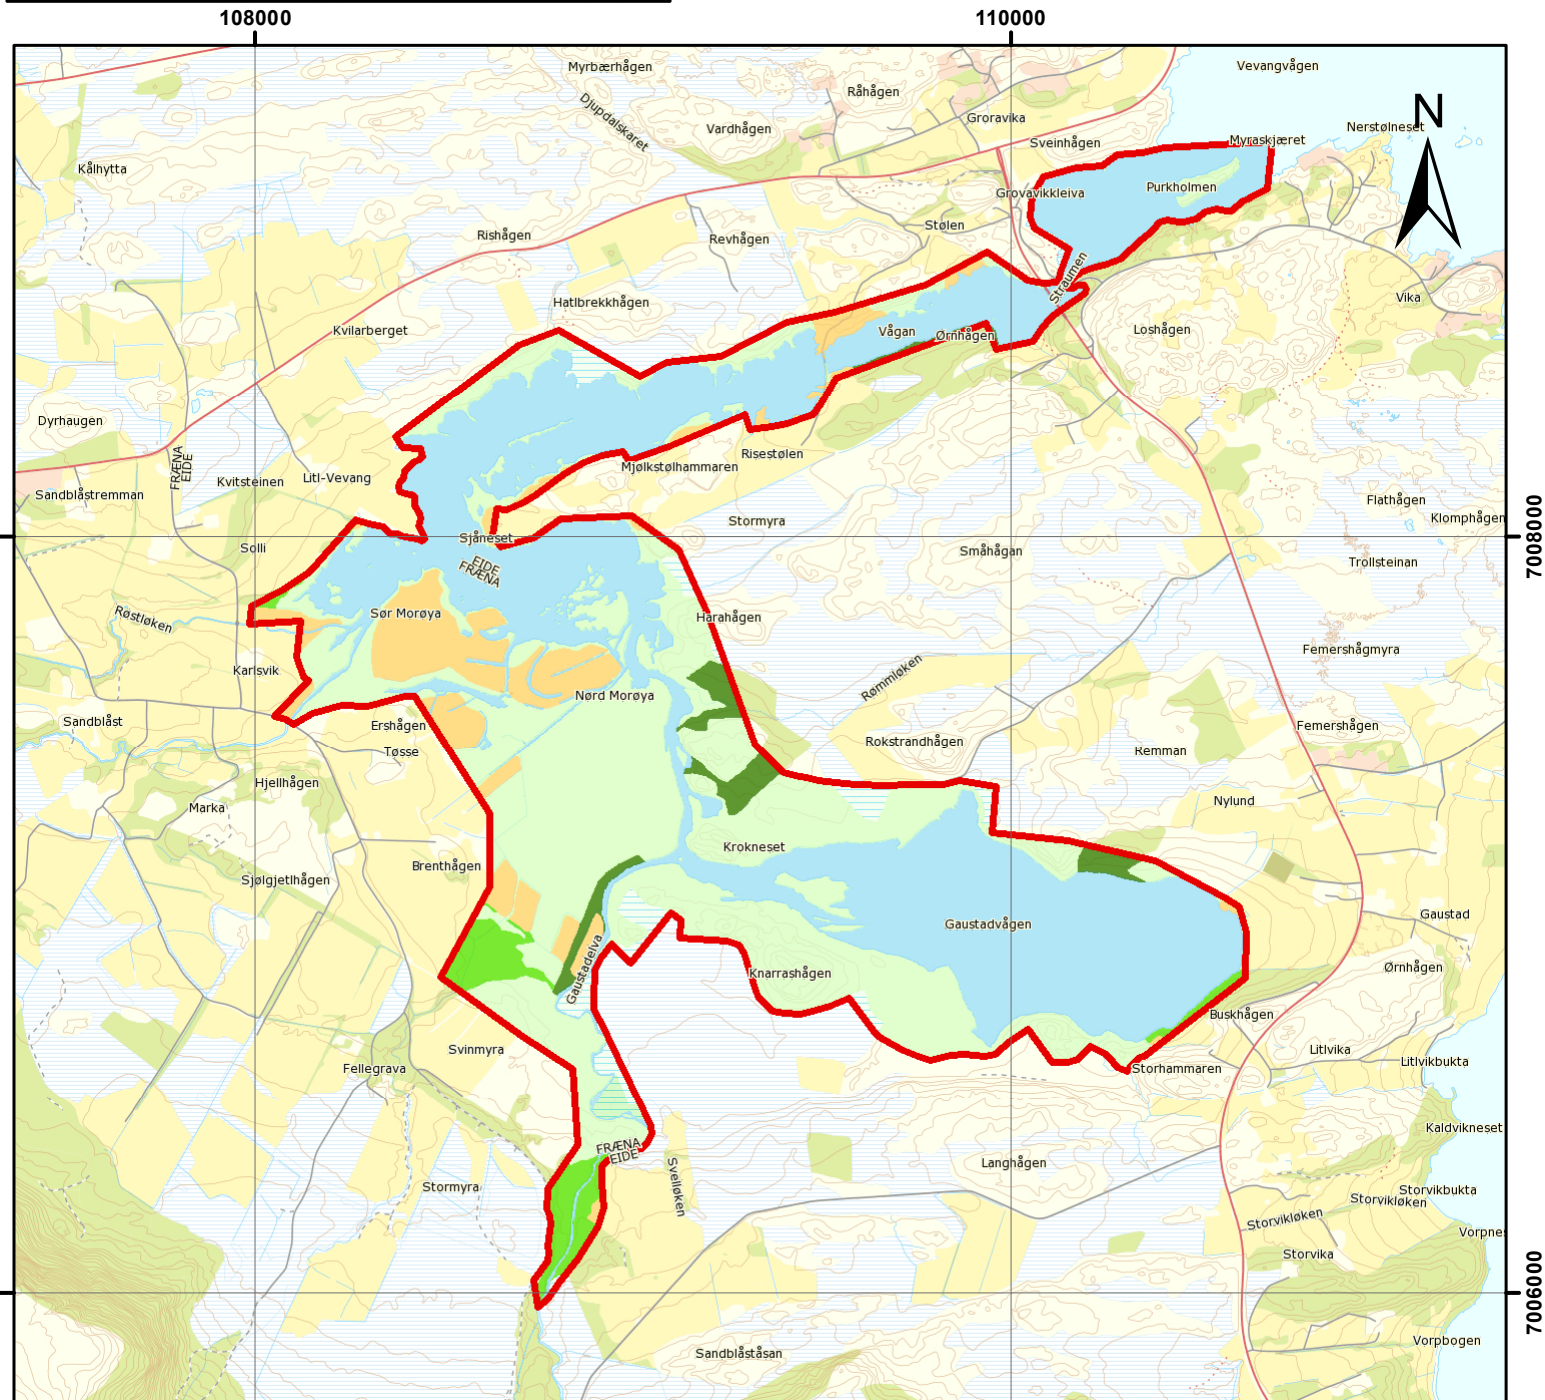 108000
110000
Myrbærhågen
Vevangvågen
Råhågen
Djupdalskaret
Groravika
N
Vardhågen
Nerstølneset
Sveinhågen
Myraskjæret
Kålhytta
Purkholmen
Grovavikkleiva
Stølen
Rishågen
Revhågen
Straumen
Hatlbrekkhågen
Vika
Kvilarberget
Vågan
Ørnhågen
Loshågen
Dyrhaugen
FRÆNA
EIDE
Risestølen
Mjølkstølhammaren
Kvitsteinen
Litl-Vevang
Sandblåstremman
Flathågen
Stormyra
Klomphågen
7008000
Sjåneset
Solli
Småhågan
EIDE
FRÆNA
Trollsteinan
Røstløken
Sør Morøya
Harahågen
Femershågmyra
Karlsvik
Rømmløken
Nørd Morøya
Sandblåst
Ershågen
Femershågen
Rokstrandhågen
Tøsse
Remman
Hjellhågen
Marka
Nylund
Krokneset
Brenthågen
Sjølgjetlhågen
Gaustadvågen
Gaustad
Gaustadelva
Knarrashågen
Ørnhågen
Buskhågen
Svinmyra
Litlvika
Litlvikbukta
Fellegrava
Storhammaren
Kaldvikneset
FRÆNA
EIDE
Langhågen
Svelløken
Stormyra
Storvikbukta
Storvikløken
Storvikløken
Vorpnes
Storvika
7006000
Vorpbogen
Sandblåståsan